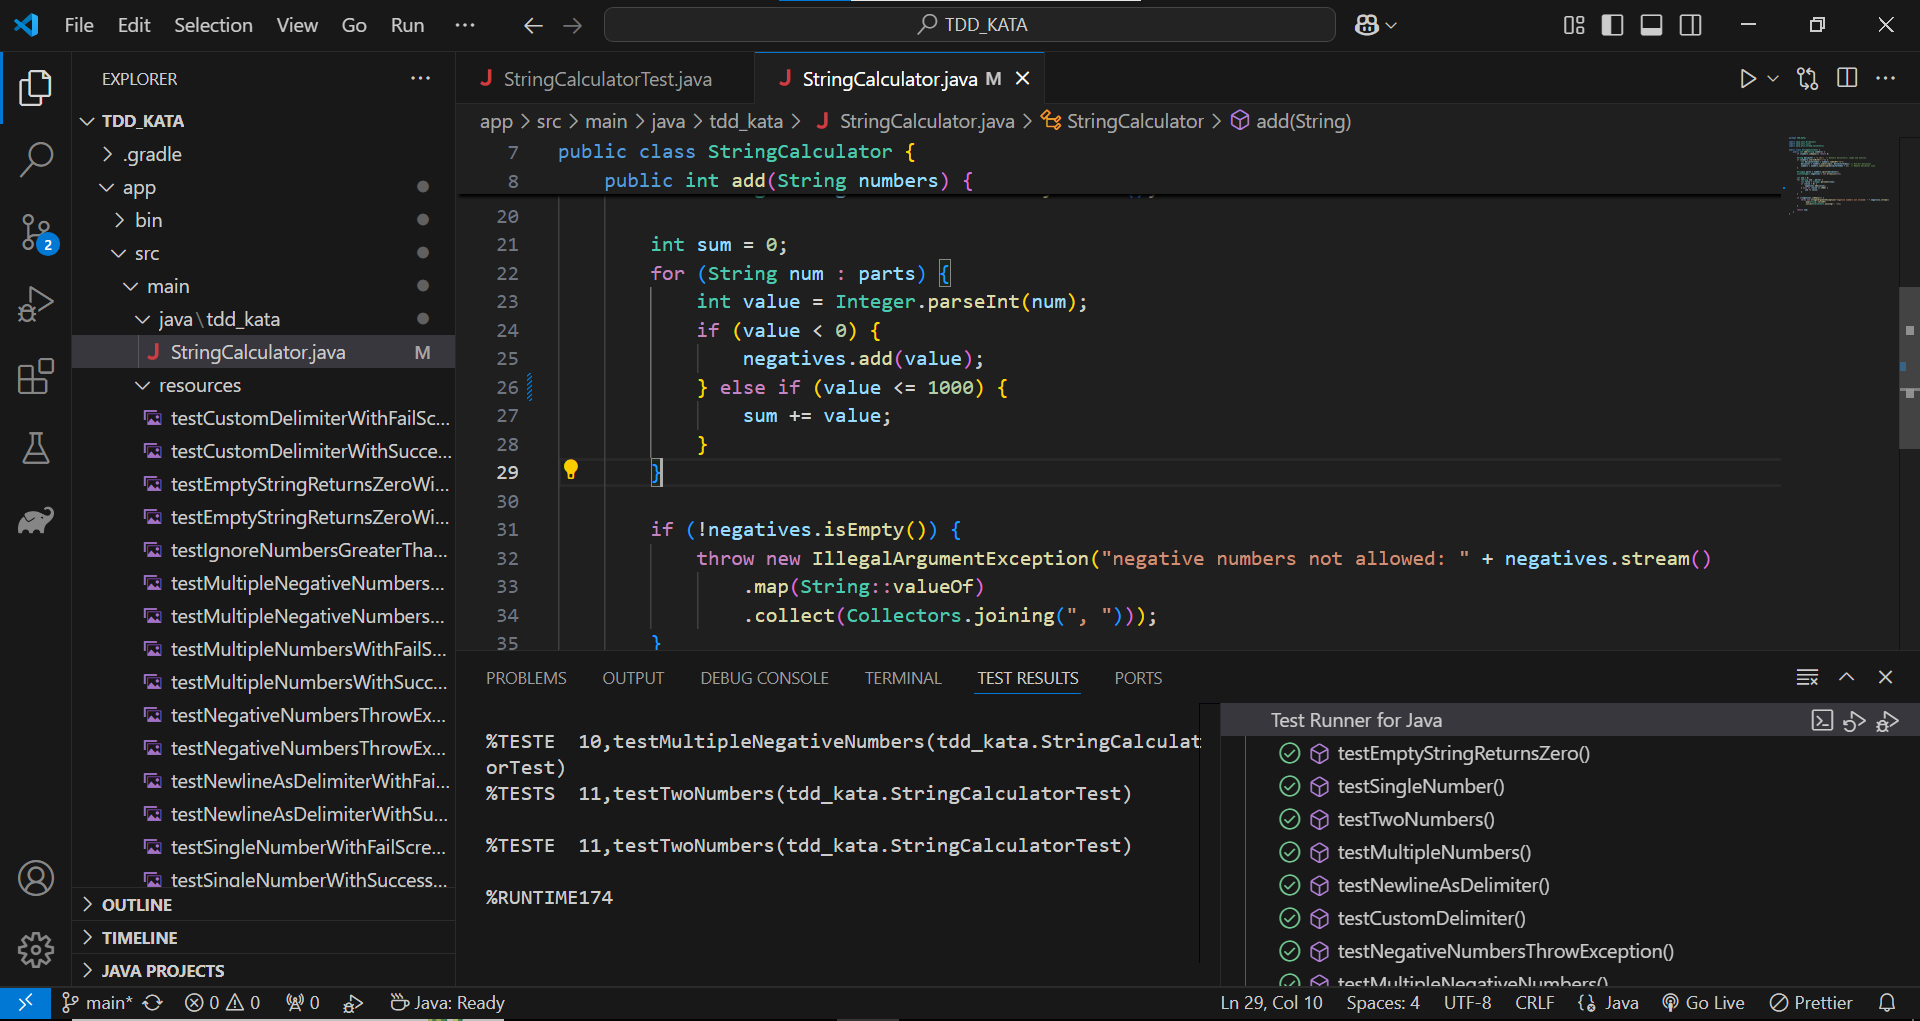 File Edit Selection View Go Run ···
TDD_KATA
EXPLORER
TDD_KATA
.gradle
app
bin
src
main
java\tdd_kata
StringCalculator.java M
resources
testCustomDelimiterWithFailSc...
testCustomDelimiterWithSucce...
testEmptyStringReturnsZeroWi...
testEmptyStringReturnsZeroWi...
testIgnoreNumbersGreaterTha...
testMultipleNegativeNumbers...
testMultipleNegativeNumbers...
testMultipleNumbersWithFailS...
testMultipleNumbersWithSucc...
testNegativeNumbersThrowEx...
testNegativeNumbersThrowEx...
testNewlineAsDelimiterWithFai...
testNewlineAsDelimiterWithSu...
testSingleNumberWithFailScre...
testSingleNumberWithSuccess...
OUTLINE
TIMELINE
JAVA PROJECTS
2
StringCalculatorTest.java
StringCalculator.java M
app > src > main > java > tdd_kata > StringCalculator.java > StringCalculator > add(String)
7 public class StringCalculator {
8 public int add(String numbers) {
20
21 int sum = 0;
22 for (String num : parts) {
23 int value = Integer.parseInt(num);
24 if (value < 0) {
25 negatives.add(value);
26 } else if (value <= 1000) {
27 sum += value;
28 }
29 }
30
31 if (!negatives.isEmpty()) {
32 throw new IllegalArgumentException("negative numbers not allowed: " + negatives.stream()
33 .map(String::valueOf)
34 .collect(Collectors.joining(", ")));
35 }
PROBLEMS OUTPUT DEBUG CONSOLE TERMINAL TEST RESULTS PORTS
%TESTE 10,testMultipleNegativeNumbers(tdd_kata.StringCalculat
orTest)
%TESTS 11,testTwoNumbers(tdd_kata.StringCalculatorTest)
%TESTE 11,testTwoNumbers(tdd_kata.StringCalculatorTest)
%RUNTIME174
Test Runner for Java
testEmptyStringReturnsZero()
testSingleNumber()
testTwoNumbers()
testMultipleNumbers()
testNewlineAsDelimiter()
testCustomDelimiter()
testNegativeNumbersThrowException()
testMultipleNegativeNumbers()
main* 0 0 0 Java: Ready Ln 29, Col 10 Spaces: 4 UTF-8 CRLF Java Go Live Prettier